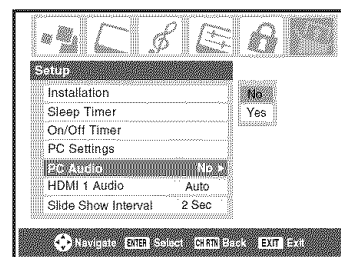 Setup
Installation
No
Sleep Timer
Yes
On/Off Timer
PC Settings
PC Audio No
HDMI 1 Audio Auto
Slide Show Interval 2 Sec
Navigate ENTER Select CH RTN Back EXIT Exit